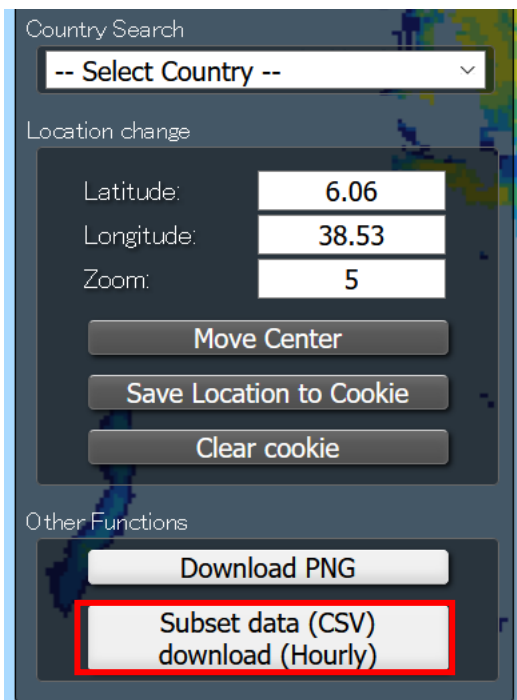 Country Search
-- Select Country --
Location change
Latitude: 6.06
Longitude: 38.53
Zoom: 5
Move Center
Save Location to Cookie
Clear cookie
Other Functions
Download PNG
Subset data (CSV)
download (Hourly)